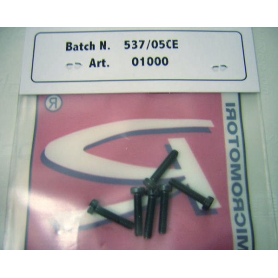 Batch N. 537/05CE
Art. 01000
®
MICROMOTORI